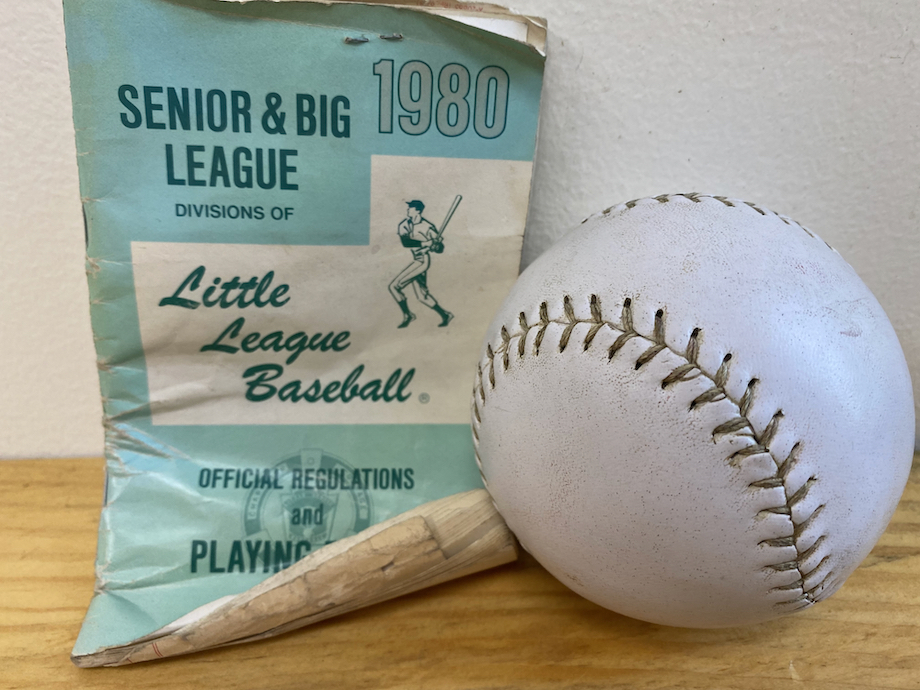 1980
SENIOR & BIG
LEAGUE
DIVISIONS OF
Little
League
Baseball ®
OFFICIAL REGULATIONS
and
PLAYING